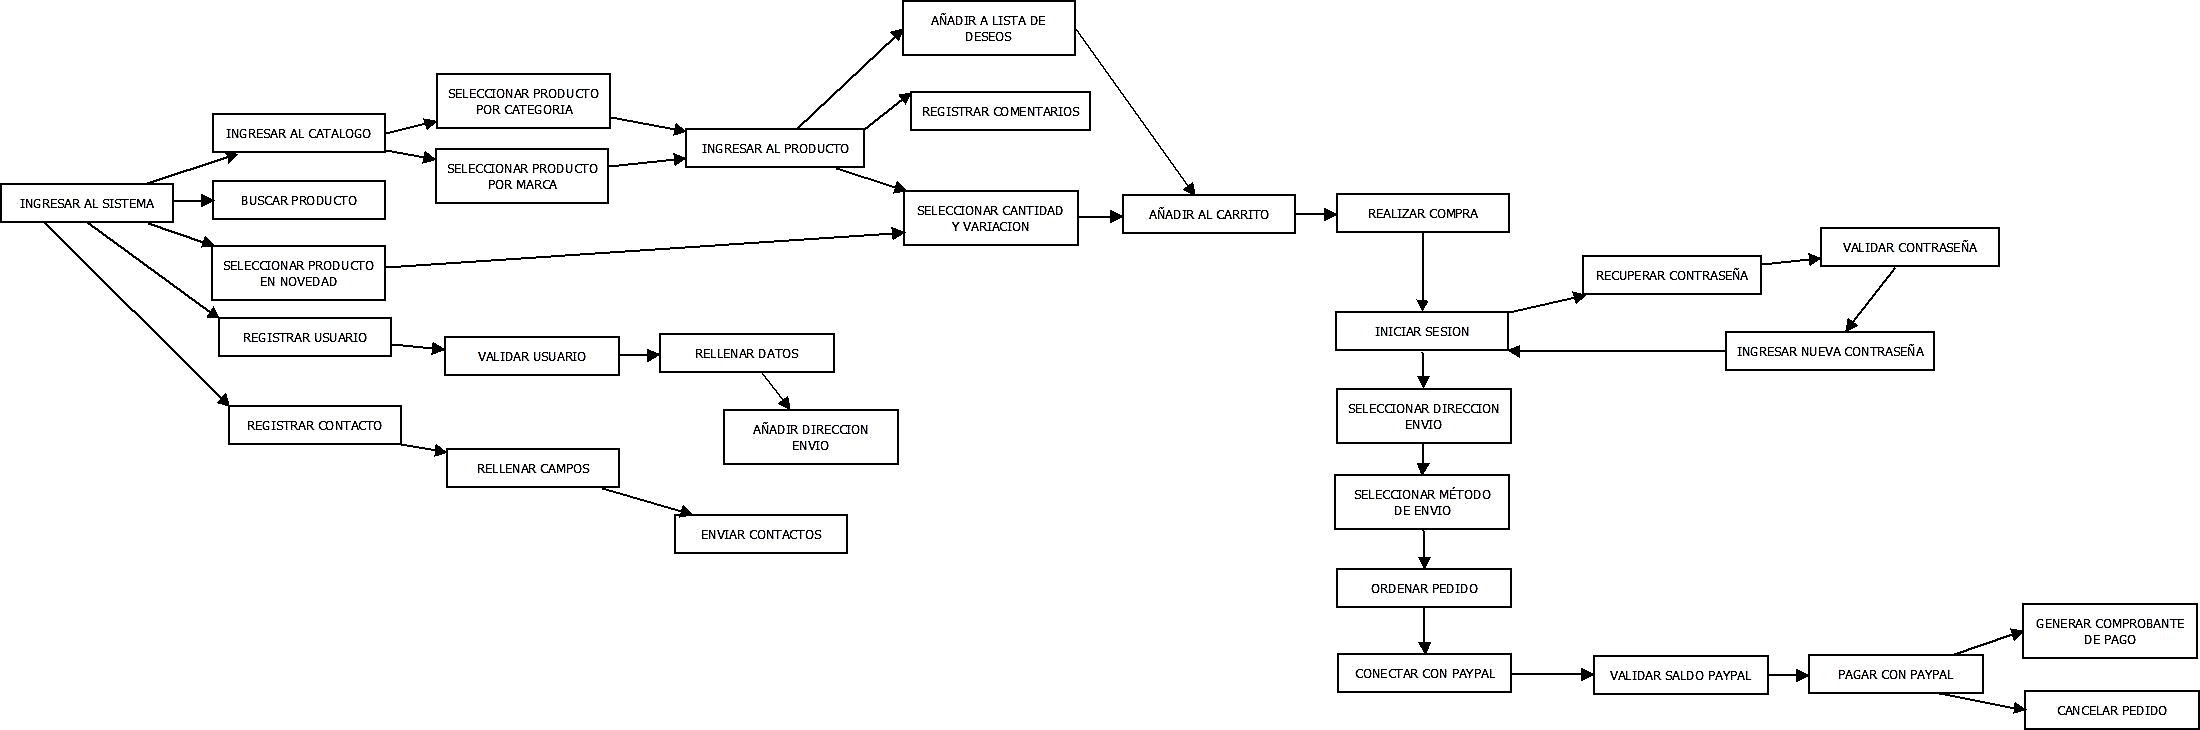 AÑADIR A LISTA DE
DESEOS
SELECCIONAR PRODUCTO
POR CATEGORIA
REGISTRAR COMENTARIOS
INGRESAR AL CATALOGO
INGRESAR AL PRODUCTO
SELECCIONAR PRODUCTO
POR MARCA
INGRESAR AL SISTEMA
BUSCAR PRODUCTO
SELECCIONAR CANTIDAD
Y VARIACION
AÑADIR AL CARRITO
REALIZAR COMPRA
SELECCIONAR PRODUCTO
EN NOVEDAD
VALIDAR CONTRASEÑA
RECUPERAR CONTRASEÑA
REGISTRAR USUARIO
VALIDAR USUARIO
RELLENAR DATOS
INICIAR SESION
INGRESAR NUEVA CONTRASEÑA
REGISTRAR CONTACTO
AÑADIR DIRECCION
ENVIO
SELECCIONAR DIRECCION
ENVIO
RELLENAR CAMPOS
SELECCIONAR MÉTODO
DE ENVIO
ENVIAR CONTACTOS
ORDENAR PEDIDO
GENERAR COMPROBANTE
DE PAGO
CONECTAR CON PAYPAL
VALIDAR SALDO PAYPAL
PAGAR CON PAYPAL
CANCELAR PEDIDO